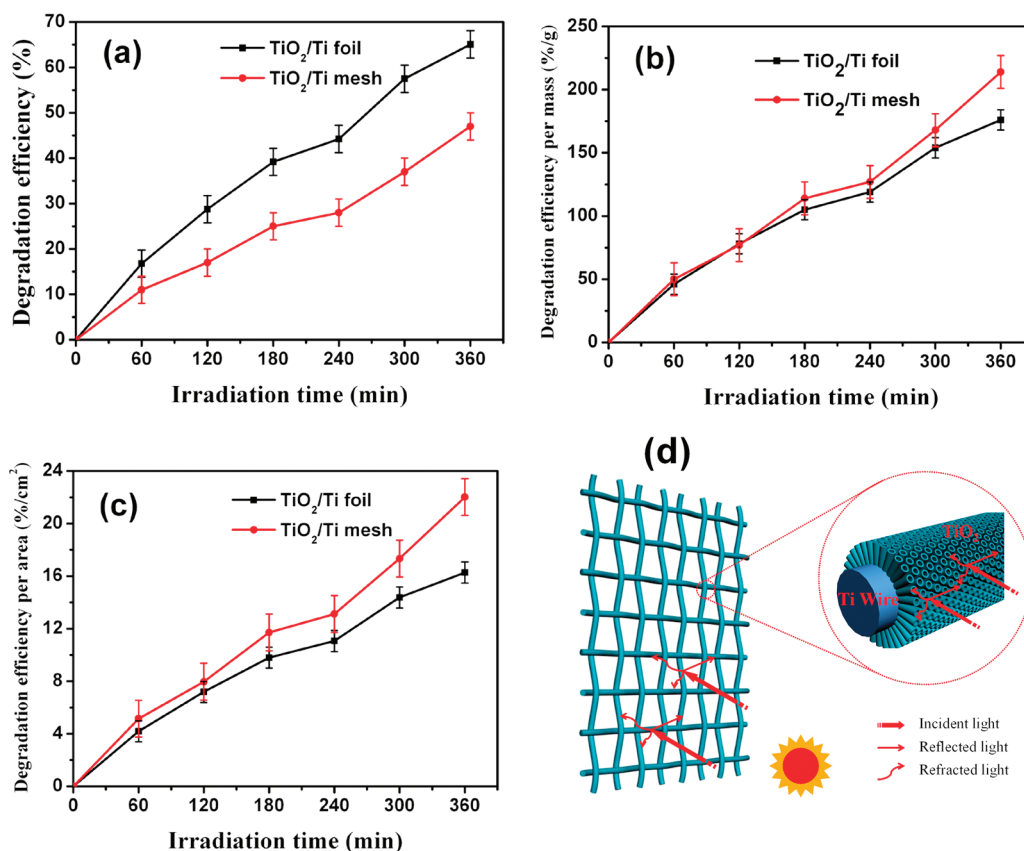 (a)
TiO2/Ti foil
TiO2/Ti mesh
Degradation efficiency (%)
70
60
50
40
30
20
10
0
0 60 120 180 240 300 360
Irradiation time (min)
(b)
TiO2/Ti foil
TiO2/Ti mesh
Degradation efficiency per mass (%/g)
250
200
150
100
50
0
0 60 120 180 240 300 360
Irradiation time (min)
(c)
TiO2/Ti foil
TiO2/Ti mesh
Degradation efficiency per area (%/cm²)
24
20
16
12
8
4
0
0 60 120 180 240 300 360
Irradiation time (min)
(d)
TiO2
Ti Wire
Incident light
Reflected light
Refracted light